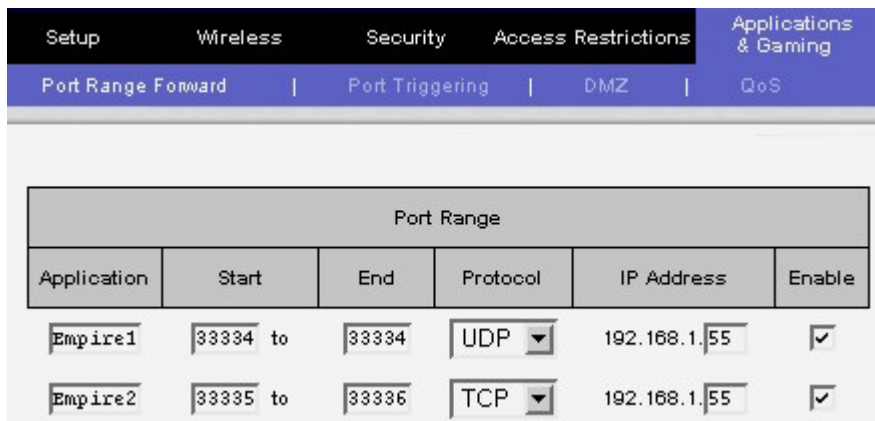 Setup Wireless Security Access Restrictions Applications & Gaming
Port Range Forward | Port Triggering | DMZ | QoS
Port Range
Application Start End Protocol IP Address Enable
Empire1 33334 to 33334 UDP 192.168.1.55
Empire2 33335 to 33336 TCP 192.168.1.55